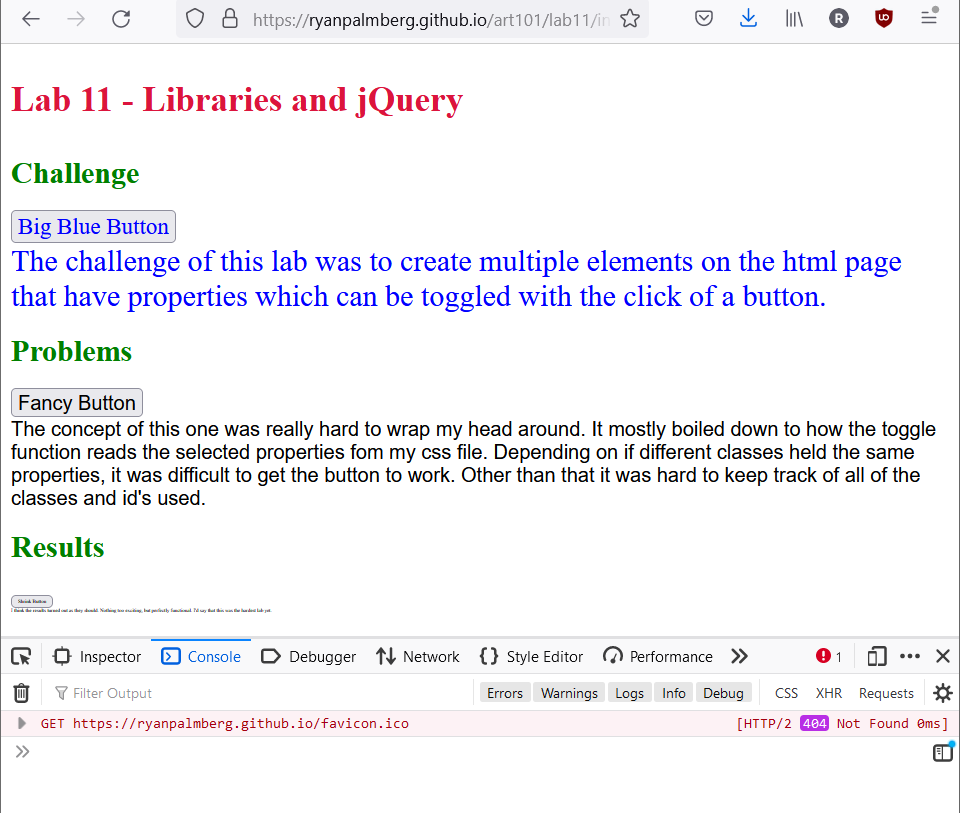 https://ryanpalmberg.github.io/art101/lab11/in
R
Lab 11 - Libraries and jQuery
Challenge
Big Blue Button
The challenge of this lab was to create multiple elements on the html page
that have properties which can be toggled with the click of a button.
Problems
Fancy Button
The concept of this one was really hard to wrap my head around. It mostly boiled down to how the toggle
function reads the selected properties fom my css file. Depending on if different classes held the same
properties, it was difficult to get the button to work. Other than that it was hard to keep track of all of the
classes and id's used.
Results
Shrink Button
I think the results turned out as they should. Nothing too exciting, but perfectly functional. I'd say that this was the hardest lab yet.
Inspector Console Debugger Network Style Editor Performance 1
Filter Output Errors Warnings Logs Info Debug CSS XHR Requests
GET https://ryanpalmberg.github.io/favicon.ico [HTTP/2 404 Not Found 0ms]